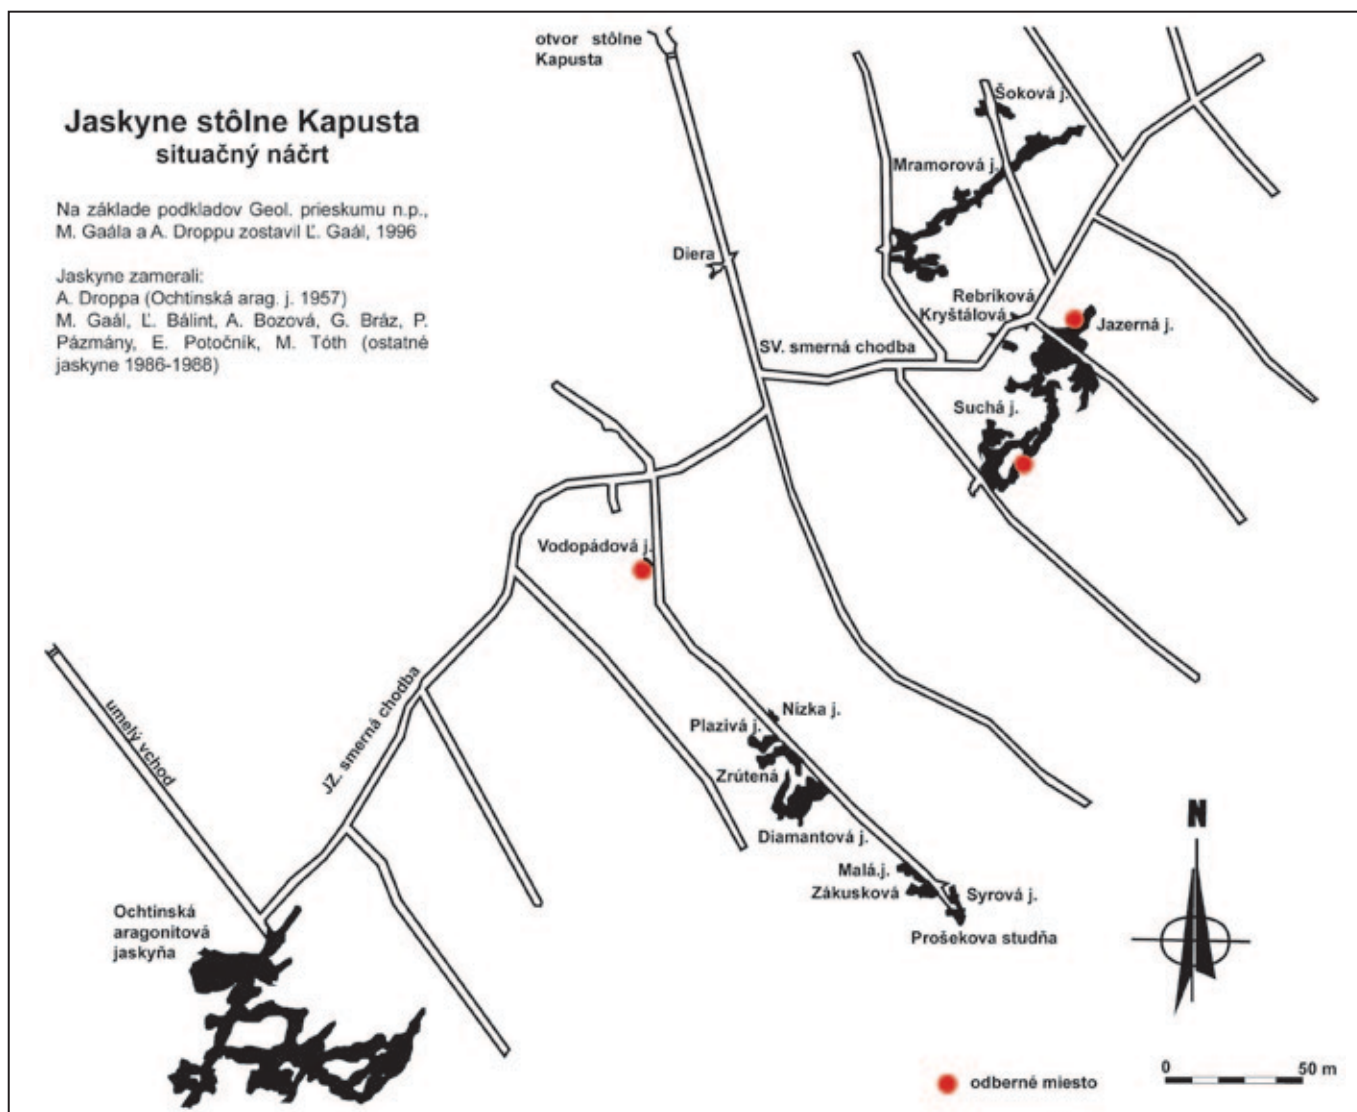 otvor stôlne
Kapusta
Jaskyne stôlne Kapusta
situačný náčrt
Na základe podkladov Geol. prieskumu n.p.,
M. Gaála a A. Droppu zostavil Ľ. Gaál, 1996
Jaskyne zamerali:
A. Droppa (Ochtinská arag. j. 1957)
M. Gaál, Ľ. Bálint, A. Bozová, G. Bráz, P.
Pázmány, E. Potočník, M. Tóth (ostatné
jaskyne 1986-1988)
Šoková j.
Mramorová j.
Diera
Rebríková
Kryštálová
Jazerná j.
SV. smerná chodba
Suchá j.
Vodopádová j.
umelý vchod
JZ. smerná chodba
Nízka j.
Plazivá j.
Zrútená
Diamantová j.
Malá.j.
Zákusková
Syrová j.
Prošekova studňa
Ochtinská
aragonitová
jaskyňa
N
0 50 m
odberné miesto